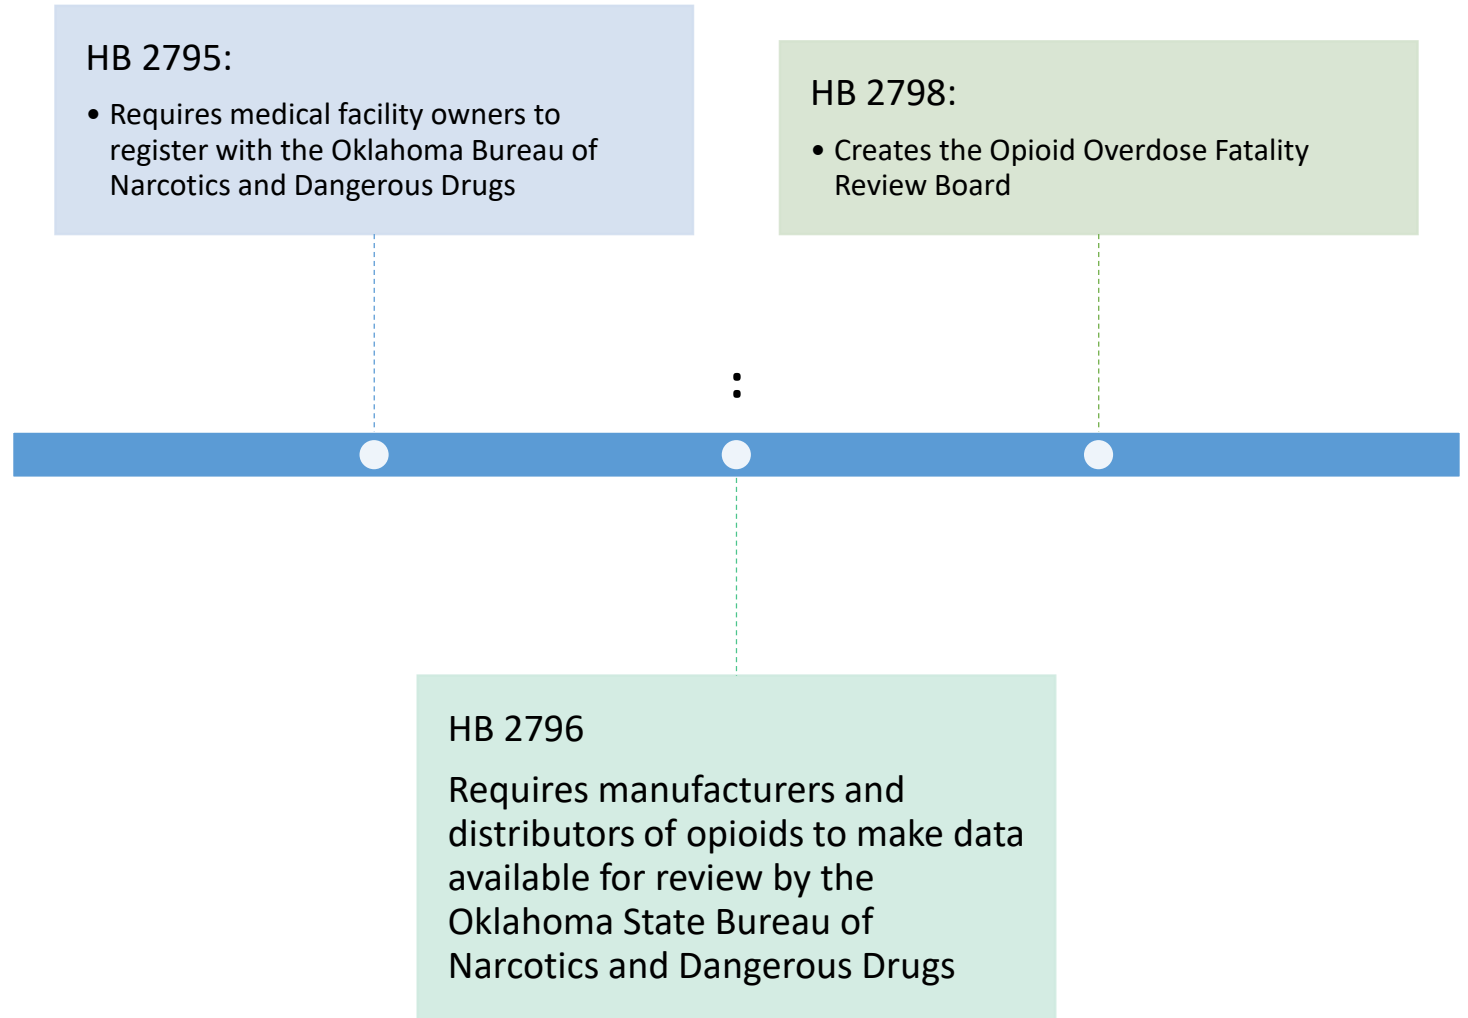 HB 2795:
• Requires medical facility owners to
register with the Oklahoma Bureau of
Narcotics and Dangerous Drugs
HB 2798:
• Creates the Opioid Overdose Fatality
Review Board
:
HB 2796
Requires manufacturers and
distributors of opioids to make data
available for review by the
Oklahoma State Bureau of
Narcotics and Dangerous Drugs